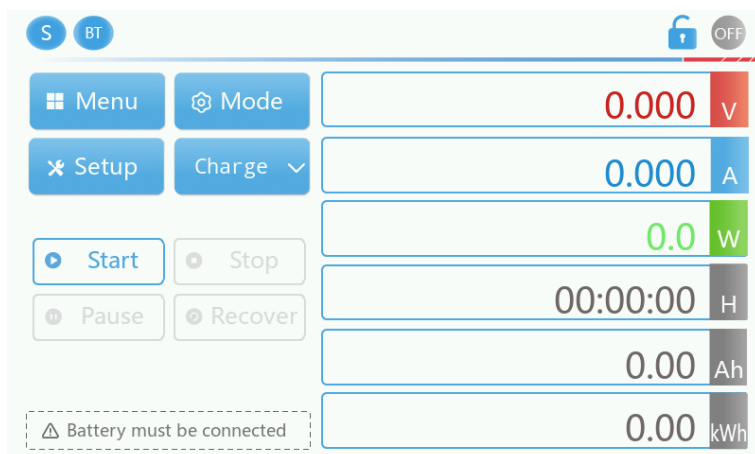 S BT OFF
Menu Mode 0.000 V
Setup Charge 0.000 A
0.0 W
Start Stop
00:00:00 H
Pause Recover
0.00 Ah
Battery must be connected 0.00 kWh